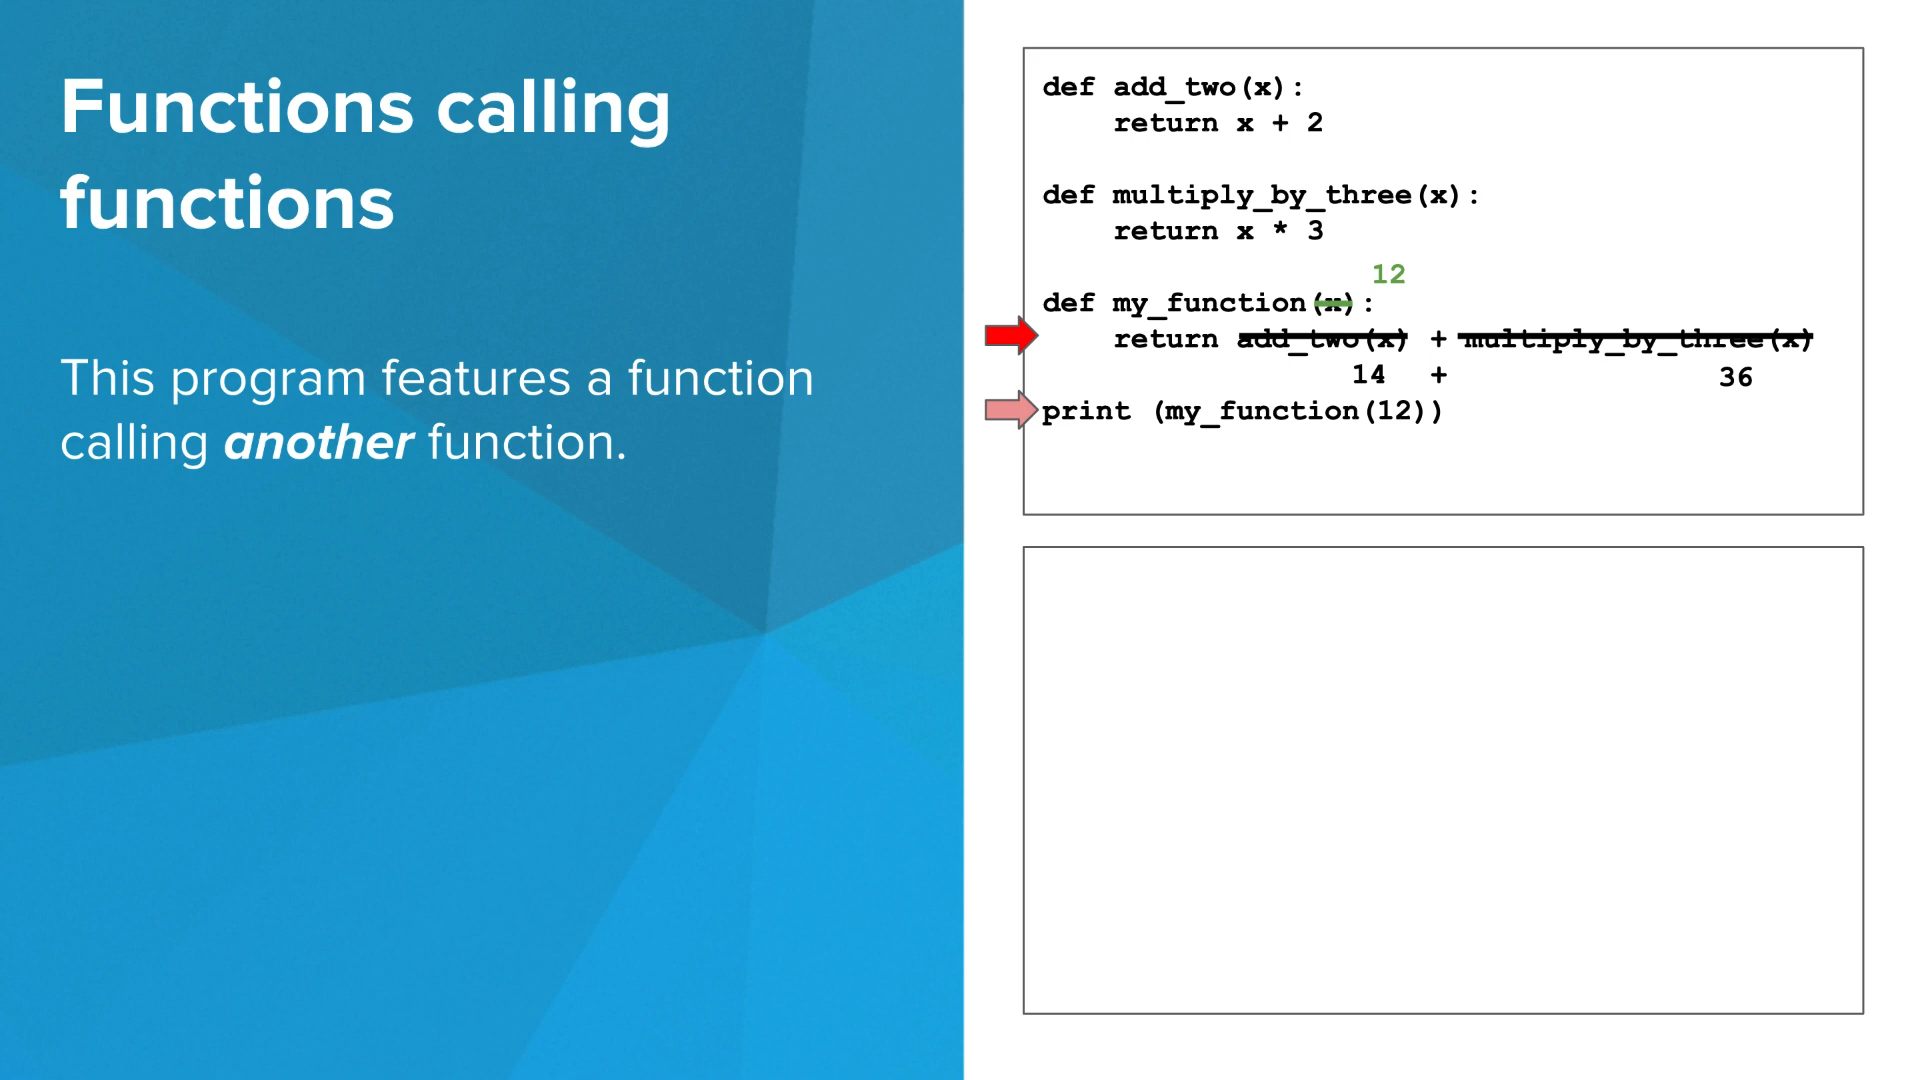 Functions calling
functions
This program features a function
calling another function.
def add_two(x):
    return x + 2
def multiply_by_three(x):
    return x * 3
12
def my_function(x):
    return add_two(x) + multiply_by_three(x)
14 + 36
print (my_function(12))